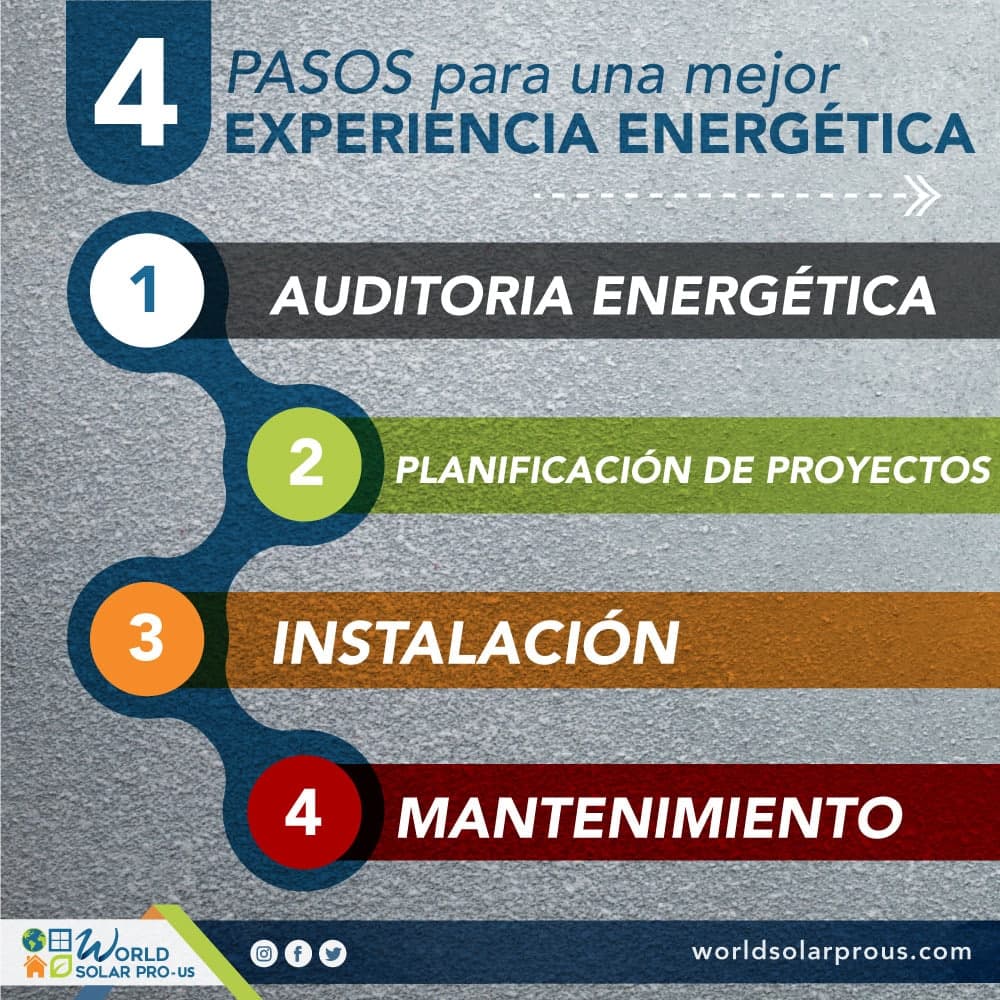 4
PASOS para una mejor
EXPERIENCIA ENERGÉTICA
1
AUDITORIA ENERGÉTICA
2
PLANIFICACIÓN DE PROYECTOS
3
INSTALACIÓN
4
MANTENIMIENTO
WORLD
SOLAR PRO-US
worldsolarprous.com